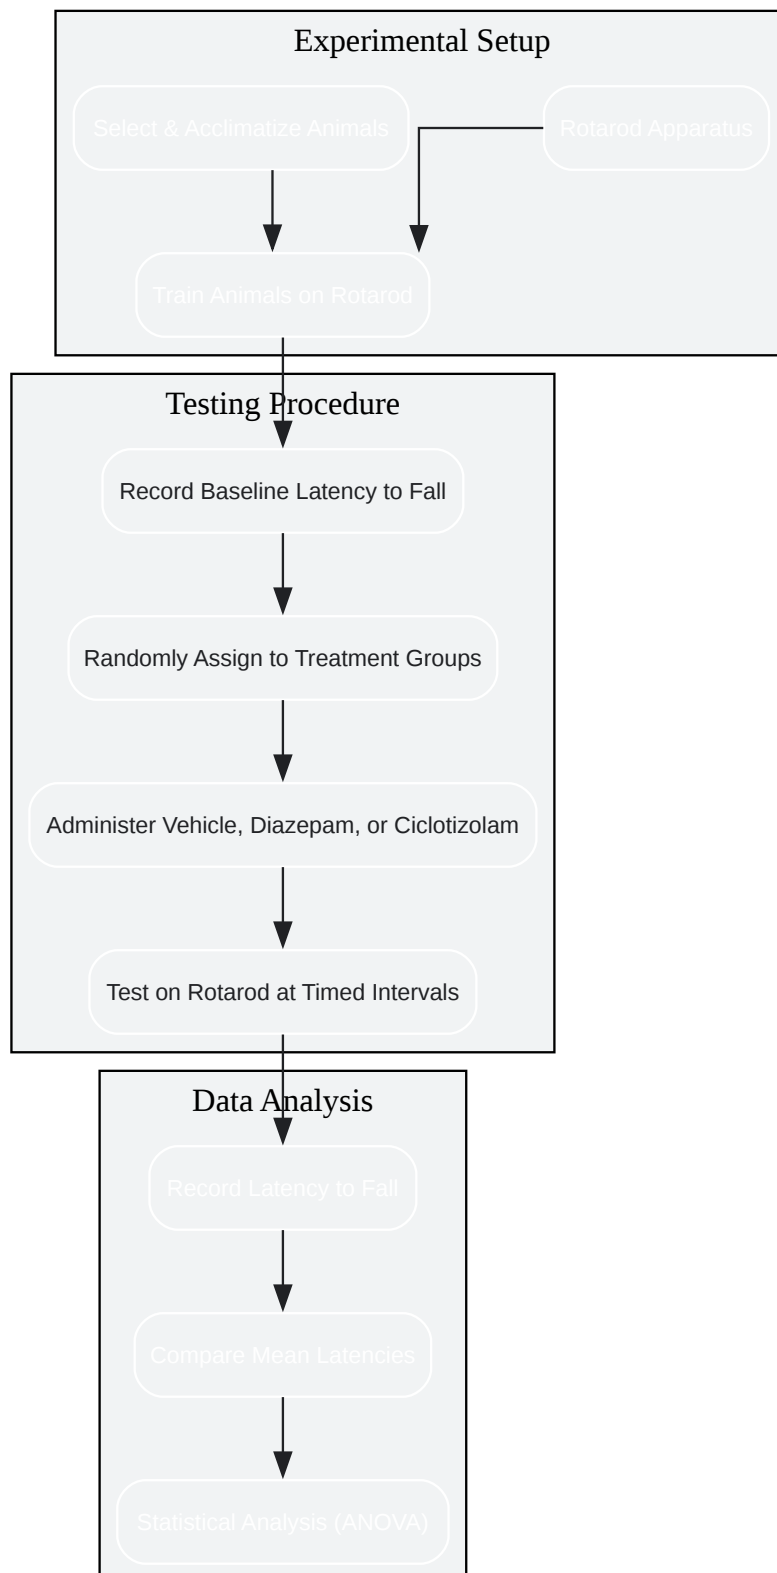 Experimental Setup
Select & Acclimatize Animals
Rotarod Apparatus
Train Animals on Rotarod
Testing Procedure
Record Baseline Latency to Fall
Randomly Assign to Treatment Groups
Administer Vehicle, Diazepam, or Ciclotizolam
Test on Rotarod at Timed Intervals
Data Analysis
Record Latency to Fall
Compare Mean Latencies
Statistical Analysis (ANOVA)